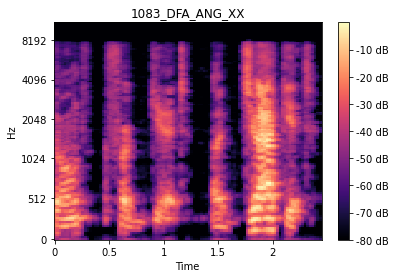 1083_DFA_ANG_XX
Hz
8192
4096
2048
1024
512
0
0
0.5
1
1.5
2
Time
-10 dB
-20 dB
-30 dB
-40 dB
-50 dB
-60 dB
-70 dB
-80 dB